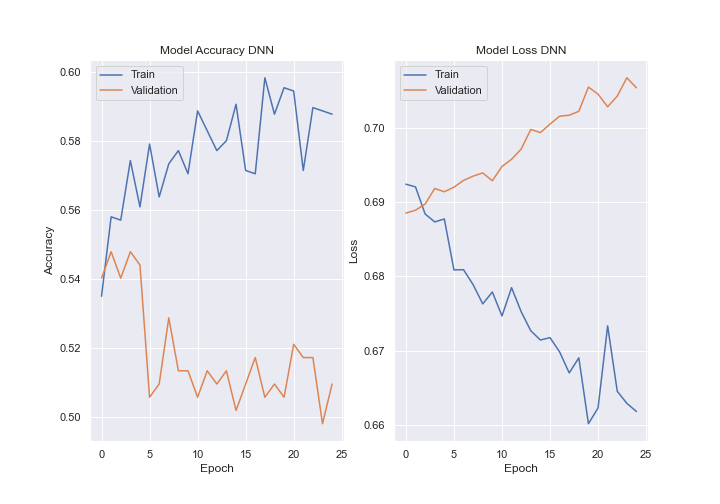 Model Accuracy DNN
Train
Validation
0.60
0.58
0.56
0.54
0.52
0.50
Accuracy
0
5
10
15
20
25
Epoch
Model Loss DNN
Train
Validation
0.70
0.69
0.68
0.67
0.66
Loss
0
5
10
15
20
25
Epoch